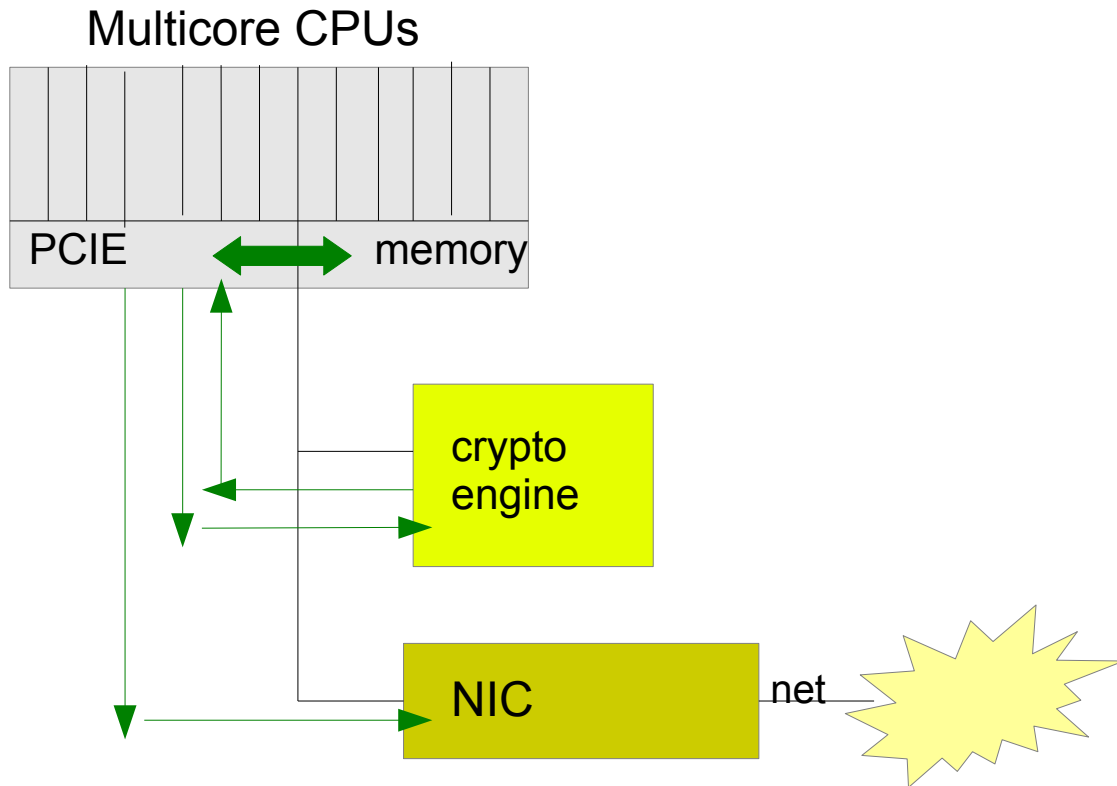 Multicore CPUs
PCIE
memory
crypto
engine
NIC
net